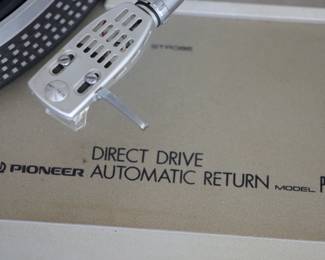 STROBE
DIRECT DRIVE
PIONEER AUTOMATIC RETURN MODEL P